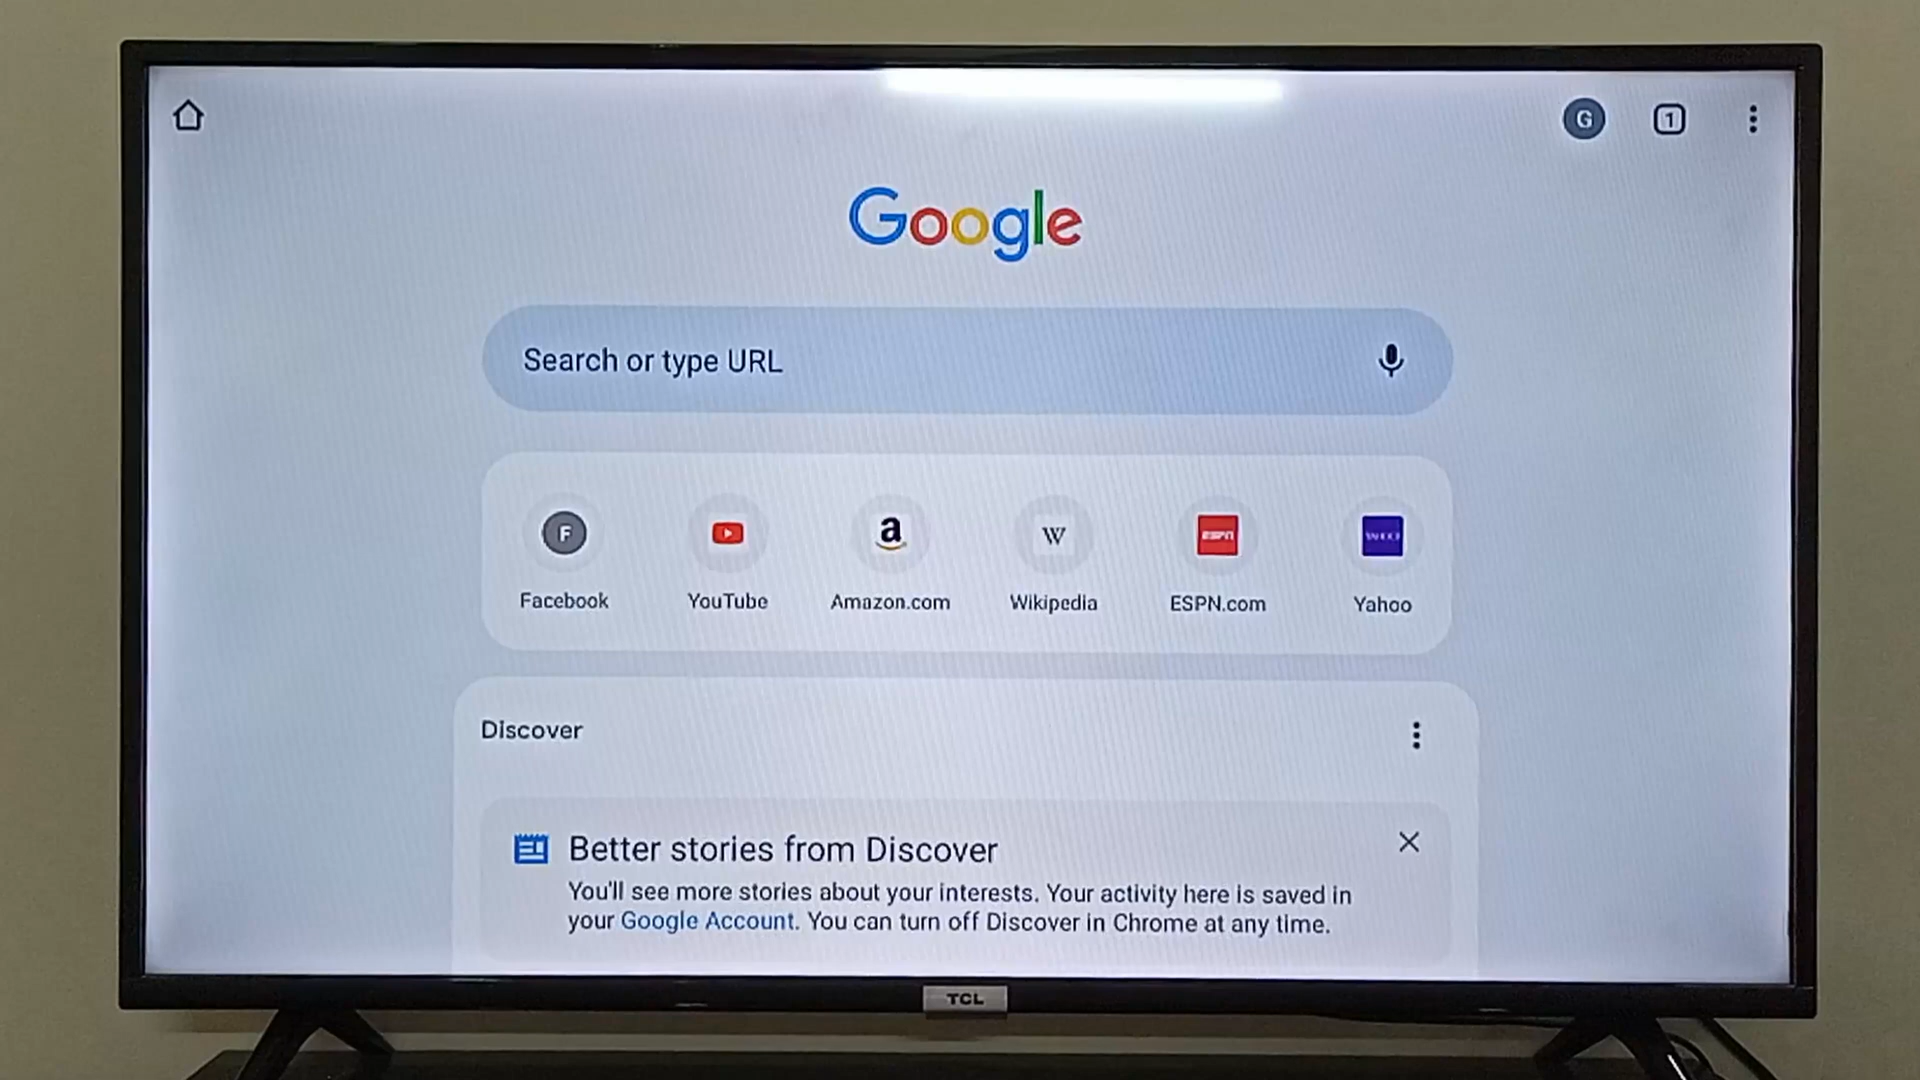 G
1
Google
Search or type URL
F
a
W
ESPN
YAHOO
Facebook
YouTube
Amazon.com
Wikipedia
ESPN.com
Yahoo
Discover
Better stories from Discover
You'll see more stories about your interests. Your activity here is saved in
your Google Account. You can turn off Discover in Chrome at any time.
TCL